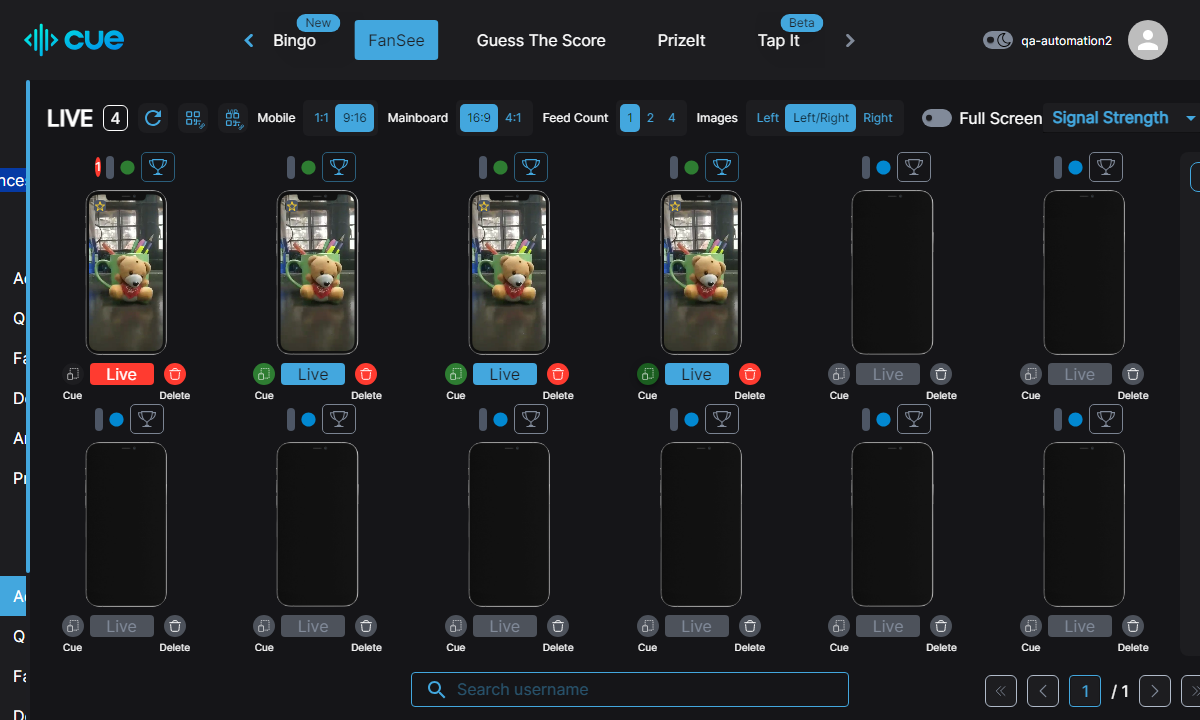 cue
New
Bingo
FanSee
Guess The Score
PrizeIt
Beta
Tap It
qa-automation2
LIVE 4
Mobile 1:1 9:16
Mainboard 16:9 4:1
Feed Count 1 2 4
Images Left Left/Right Right
Full Screen
Signal Strength
1
Live Live Live Live Live Live
Cue Delete Cue Delete Cue Delete Cue Delete Cue Delete Cue Delete
Live Live Live Live Live Live
Cue Delete Cue Delete Cue Delete Cue Delete Cue Delete Cue Delete
Search username
1 / 1